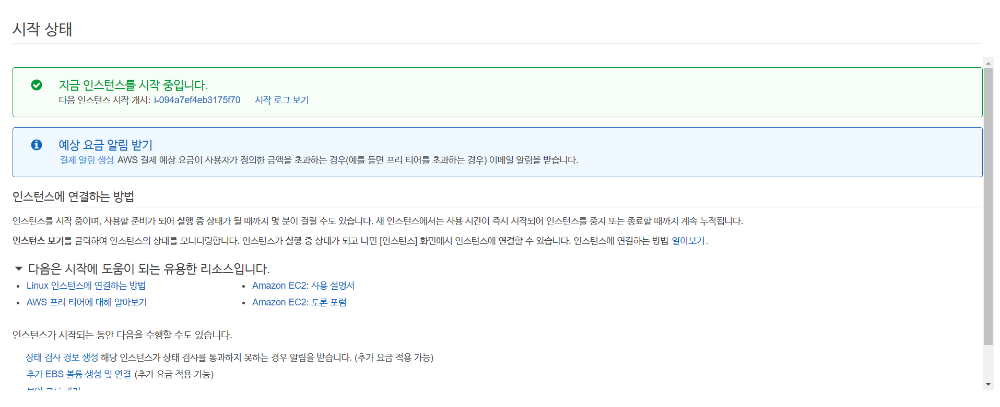 시작 상태
지금 인스턴스를 시작 중입니다.
다음 인스턴스 시작 개시: i-094a7ef4eb3175f70 시작 로그 보기
예상 요금 알림 받기
결제 알림 생성 AWS 결제 예상 요금이 사용자가 정의한 금액을 초과하는 경우(예를 들면 프리 티어를 초과하는 경우) 이메일 알림을 받습니다.
인스턴스에 연결하는 방법
인스턴스를 시작 중이며, 사용할 준비가 되어 실행 중 상태가 될 때까지 몇 분이 걸릴 수도 있습니다. 새 인스턴스에서는 사용 시간이 즉시 시작되어 인스턴스를 중지 또는 종료할 때까지 계속 누적됩니다.
인스턴스 보기를 클릭하여 인스턴스의 상태를 모니터링합니다. 인스턴스가 실행 중 상태가 되고 나면 [인스턴스] 화면에서 인스턴스에 연결할 수 있습니다. 인스턴스에 연결하는 방법 알아보기.
다음은 시작에 도움이 되는 유용한 리소스입니다.
• Linux 인스턴스에 연결하는 방법
• AWS 프리 티어에 대해 알아보기
• Amazon EC2: 사용 설명서
• Amazon EC2: 토론 포럼
인스턴스가 시작되는 동안 다음을 수행할 수도 있습니다.
상태 검사 경보 생성 해당 인스턴스가 상태 검사를 통과하지 못하는 경우 알림을 받습니다. (추가 요금 적용 가능)
추가 EBS 볼륨 생성 및 연결 (추가 요금 적용 가능)